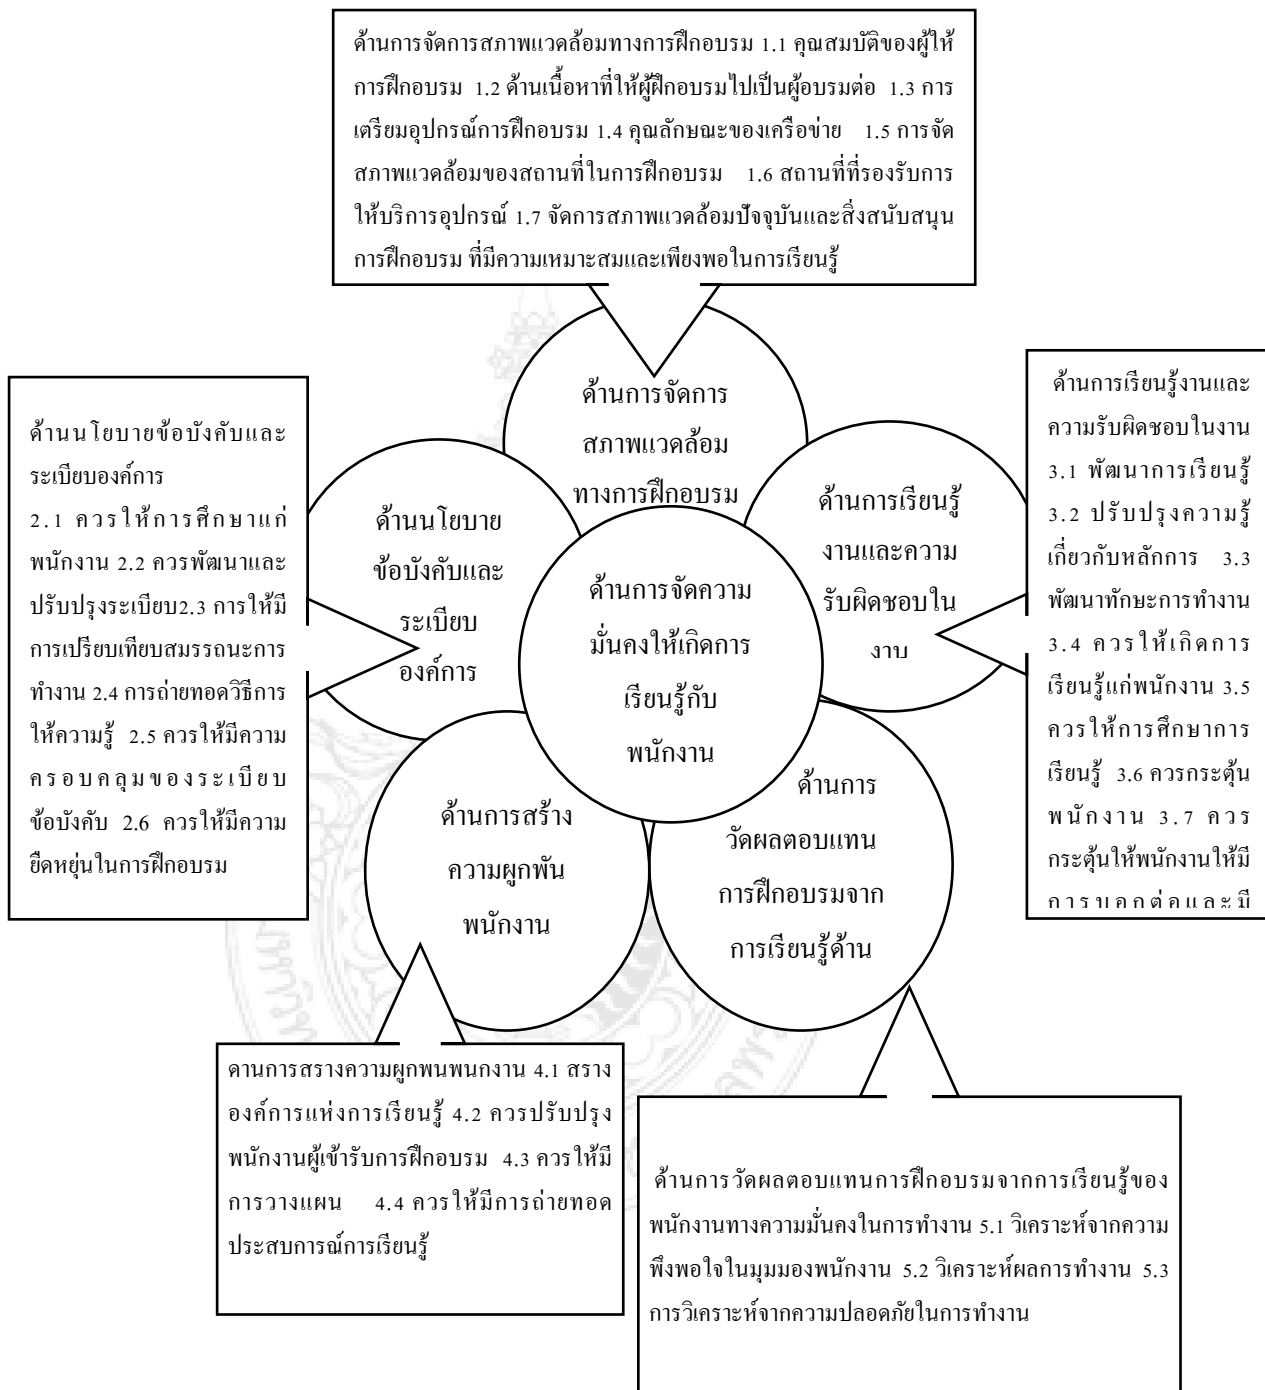 ด้านการจัดการสภาพแวดล้อมทางการฝึกอบรม 1.1 คุณสมบัติของผู้ให้
การฝึกอบรม 1.2 ด้านเนื้อหาที่ให้ผู้ฝึกอบรมไปเป็นผู้อบรมต่อ 1.3 การ
เตรียมอุปกรณ์การฝึกอบรม 1.4 คุณลักษณะของเครือข่าย 1.5 การจัด
สภาพแวดล้อมของสถานที่ในการฝึกอบรม 1.6 สถานที่ที่รองรับการ
ให้บริการอุปกรณ์ 1.7 จัดการสภาพแวดล้อมปัจจุบันและสิ่งสนับสนุน
การฝึกอบรม ที่มีความเหมาะสมและเพียงพอในการเรียนรู้
ด้านการจัดการ
สภาพแวดล้อม
ทางการฝึกอบรม
ด้านนโยบายข้อบังคับและ
ระเบียบองค์การ
2.1 ควรให้การศึกษาแก่
พนักงาน 2.2 ควรพัฒนาและ
ปรับปรุงระเบียบ2.3 การให้มี
การเปรียบเทียบสมรรถนะการ
ทำงาน 2.4 การถ่ายทอดวิธีการ
ให้ความรู้ 2.5 ควรให้มีความ
ครอบคลุมของระเบียบ
ข้อบังคับ 2.6 ควรให้มีความ
ยืดหยุ่นในการฝึกอบรม
ด้านนโยบาย
ข้อบังคับและ
ระเบียบ
องค์การ
ด้านการจัดความ
มั่นคงให้เกิดการ
เรียนรู้กับ
พนักงาน
ด้านการเรียนรู้
งานและความ
รับผิดชอบใน
งาน
ด้านการเรียนรู้งานและ
ความรับผิดชอบในงาน
3.1 พัฒนาการเรียนรู้
3.2 ปรับปรุงความรู้
เกี่ยวกับหลักการ 3.3
พัฒนาทักษะการทำงาน
3.4 ควรให้เกิดการ
เรียนรู้แก่พนักงาน 3.5
ควรให้การศึกษาการ
เรียนรู้ 3.6 ควรกระตุ้น
พนักงาน 3.7 ควร
กระตุ้นให้พนักงานให้มี
การบอกต่อและมี
ด้านการสร้าง
ความผูกพัน
พนักงาน
ด้านการ
วัดผลตอบแทน
การฝึกอบรมจาก
การเรียนรู้ด้าน
ดานการสรางความผูกพนพนกงาน 4.1 สราง
องค์การแห่งการเรียนรู้ 4.2 ควรปรับปรุง
พนักงานผู้เข้ารับการฝึกอบรม 4.3 ควรให้มี
การวางแผน 4.4 ควรให้มีการถ่ายทอด
ประสบการณ์การเรียนรู้
ด้านการวัดผลตอบแทนการฝึกอบรมจากการเรียนรู้ของ
พนักงานทางความมั่นคงในการทำงาน 5.1 วิเคราะห์จากความ
พึงพอใจในมุมมองพนักงาน 5.2 วิเคราะห์ผลการทำงาน 5.3
การวิเคราะห์จากความปลอดภัยในการทำงาน